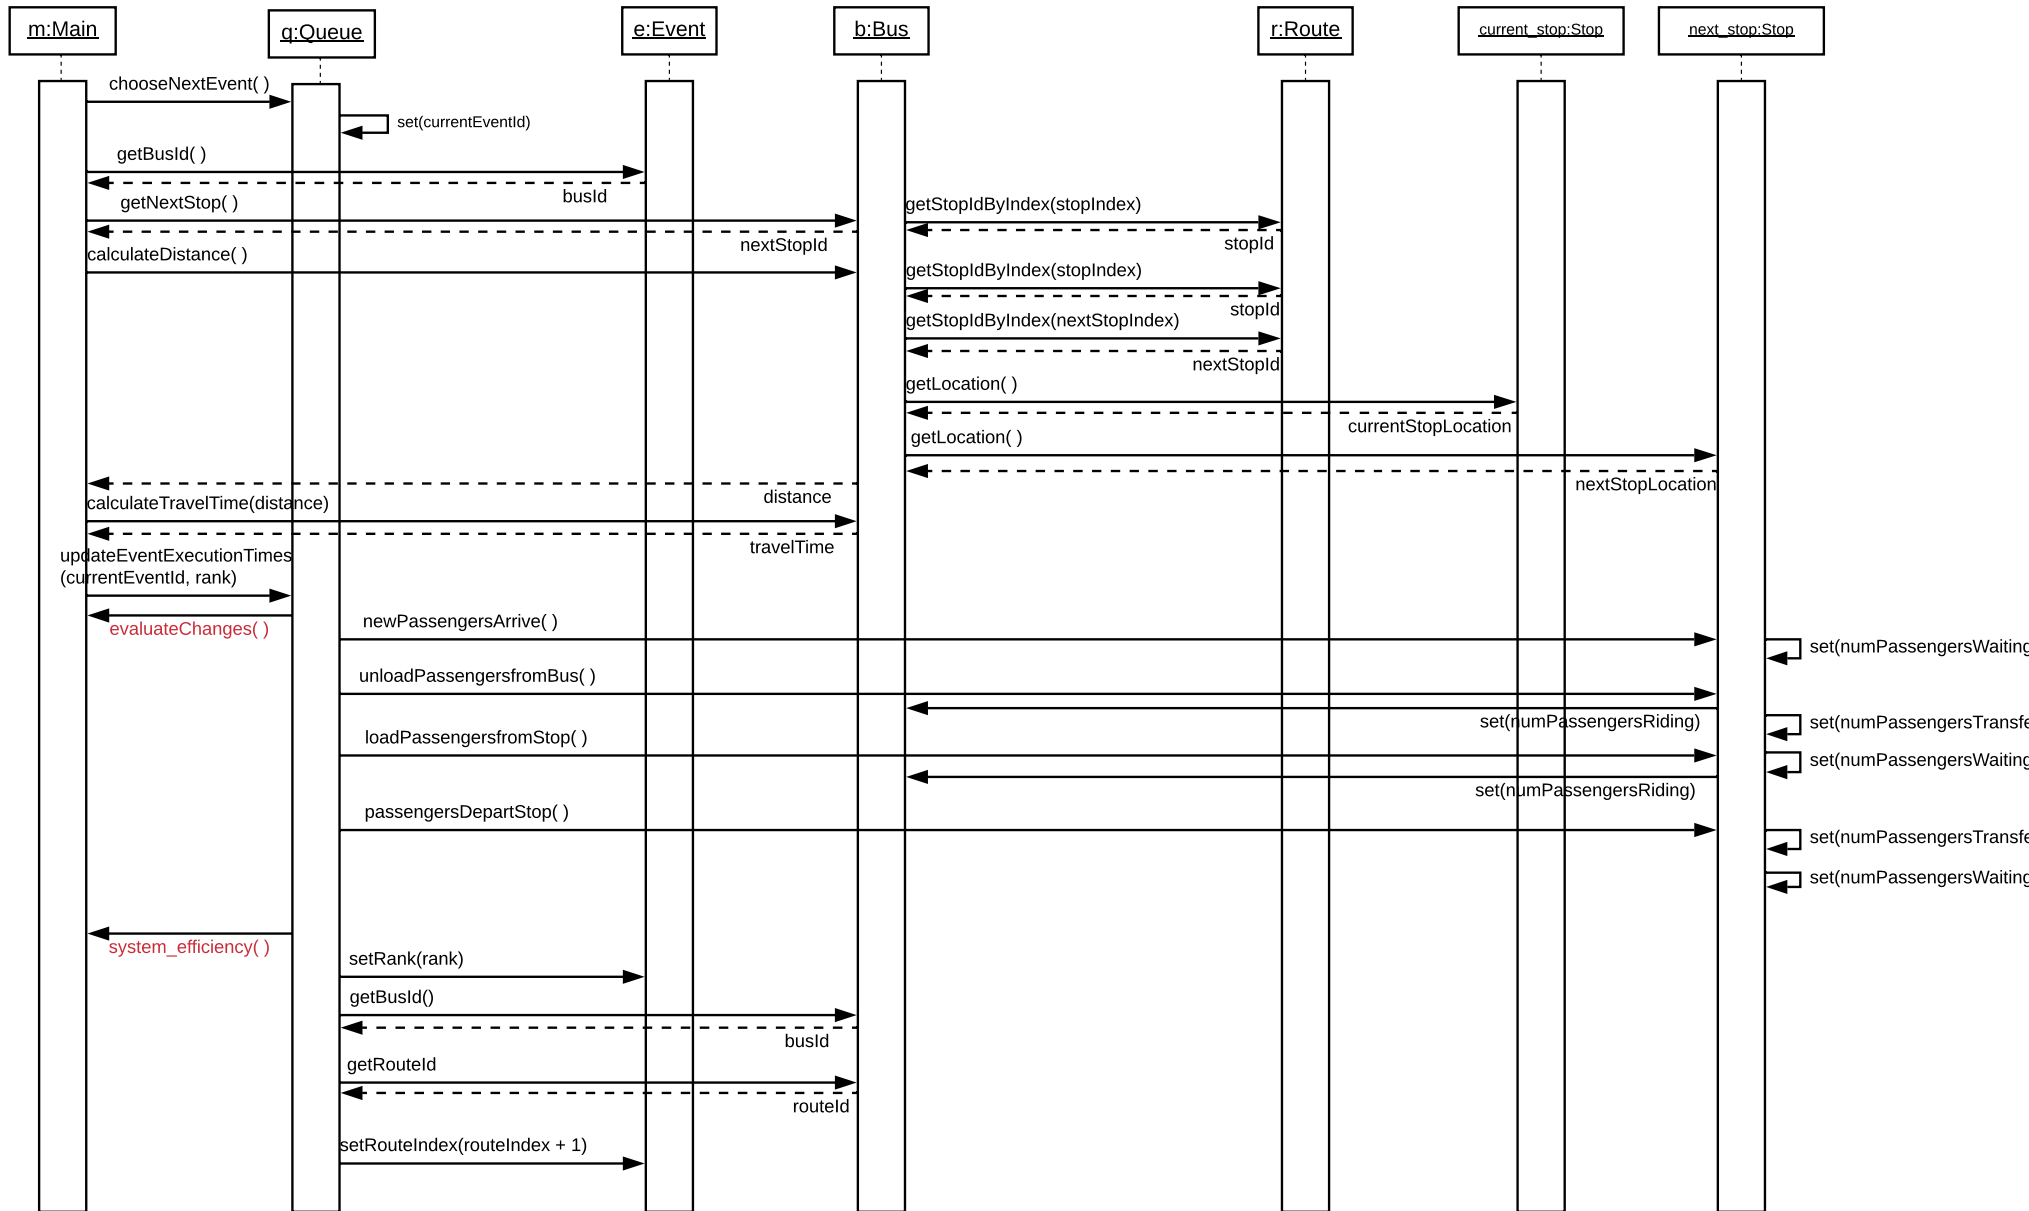 m:Main
q:Queue
e:Event
b:Bus
r:Route
current_stop:Stop
next_stop:Stop
chooseNextEvent( )
set(currentEventId)
getBusId( )
busId
getNextStop( )
getStopIdByIndex(stopIndex)
nextStopId
stopId
calculateDistance( )
getStopIdByIndex(stopIndex)
stopId
getStopIdByIndex(nextStopIndex)
nextStopId
getLocation( )
currentStopLocation
getLocation( )
nextStopLocation
distance
calculateTravelTime(distance)
travelTime
updateEventExecutionTimes
(currentEventId, rank)
evaluateChanges( )
newPassengersArrive( )
set(numPassengersWaiting
unloadPassengersfromBus( )
set(numPassengersRiding)
set(numPassengersTransfe
loadPassengersfromStop( )
set(numPassengersWaiting
set(numPassengersRiding)
passengersDepartStop( )
set(numPassengersTransfe
set(numPassengersWaiting
system_efficiency( )
setRank(rank)
getBusId()
busId
getRouteId
routeId
setRouteIndex(routeIndex + 1)